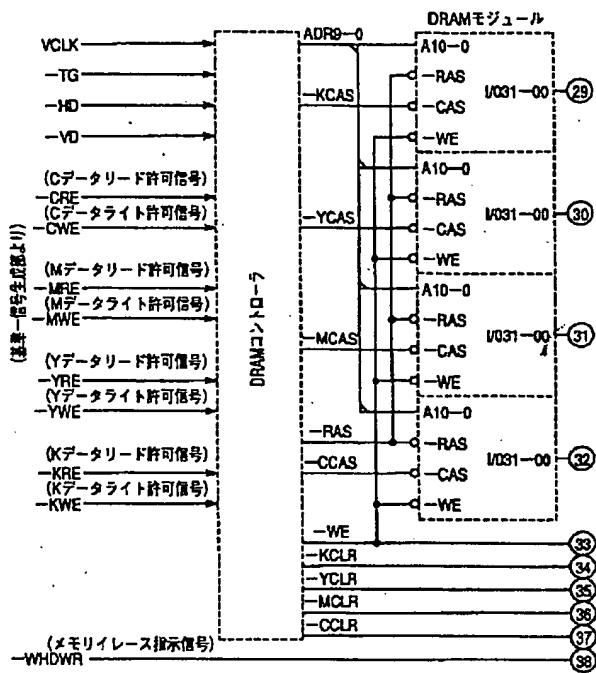 DRAMモジュール
VCLK
—TG
—HD
—VD
(Cデータリード許可信号)
—CRE
(Cデータライト許可信号)
—CWE
(Mデータリード許可信号)
—MRE
(Mデータライト許可信号)
—MWE
(Yデータリード許可信号)
—YRE
(Yデータライト許可信号)
—YWE
(Kデータリード許可信号)
—KRE
(Kデータライト許可信号)
—KWE
(基準一信号生成部より)
DRAMコントローラ
ADR9—0
—KCAS
—YCAS
—MCAS
—RAS
—CCAS
—WE
—KCLR
—YCLR
—MCLR
—CCLR
A10—0
—RAS
I/031—00
—CAS
—WE
29
A10—0
—RAS
I/031—00
—CAS
—WE
30
A10—0
—RAS
I/031—00
—CAS
—WE
31
A10—0
—RAS
I/031—00
—CAS
—WE
32
33
34
35
36
37
(メモリイレース指示信号)
—WHDWR
38